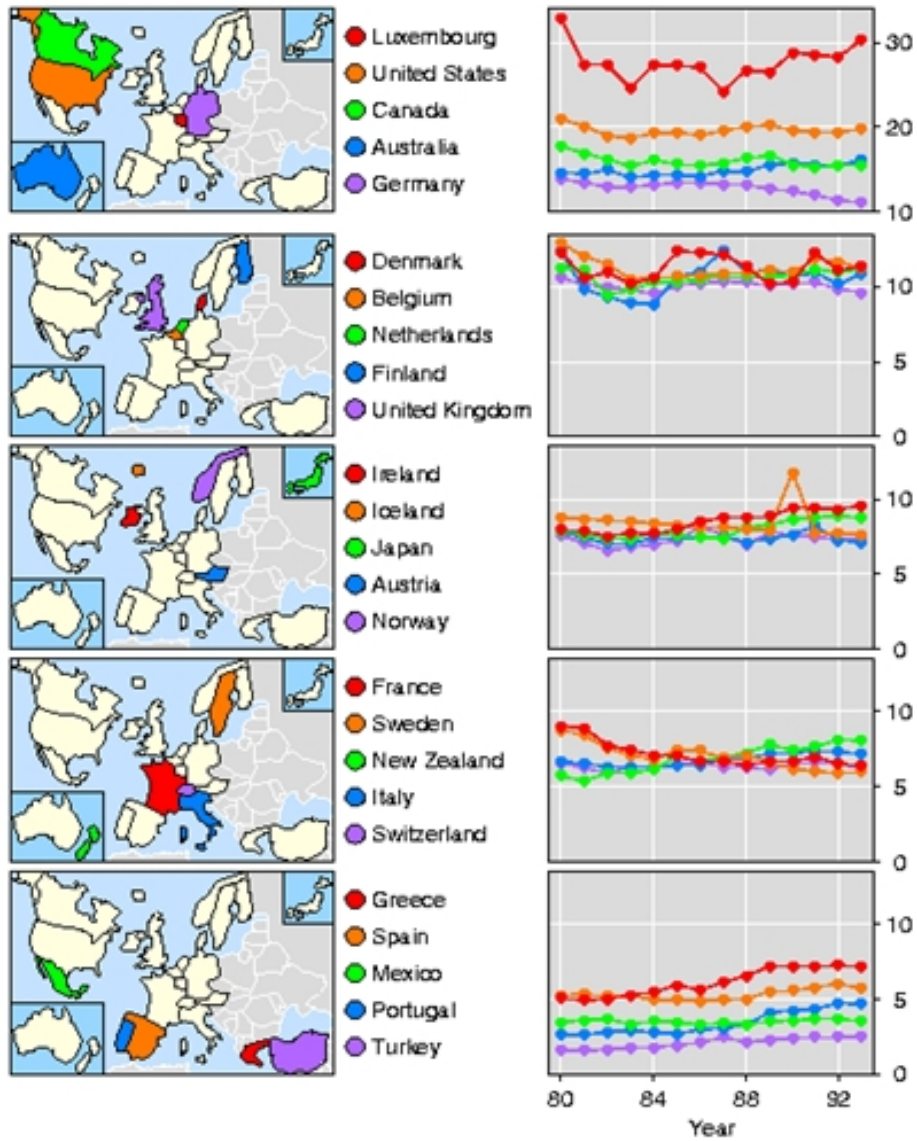 Luxembourg
United States
Canada
Australia
Germany
30
20
10
Denmark
Belgium
Netherlands
Finland
United Kingdom
10
5
0
Ireland
Iceland
Japan
Austria
Norway
10
5
0
France
Sweden
New Zealand
Italy
Switzerland
10
5
0
Greece
Spain
Mexico
Portugal
Turkey
10
5
0
80 84 88 92
Year